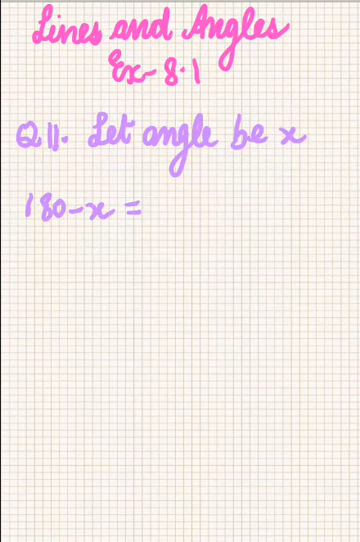 Lines and Angles
Ex-8.1
Q11. Let angle be x
180-x =